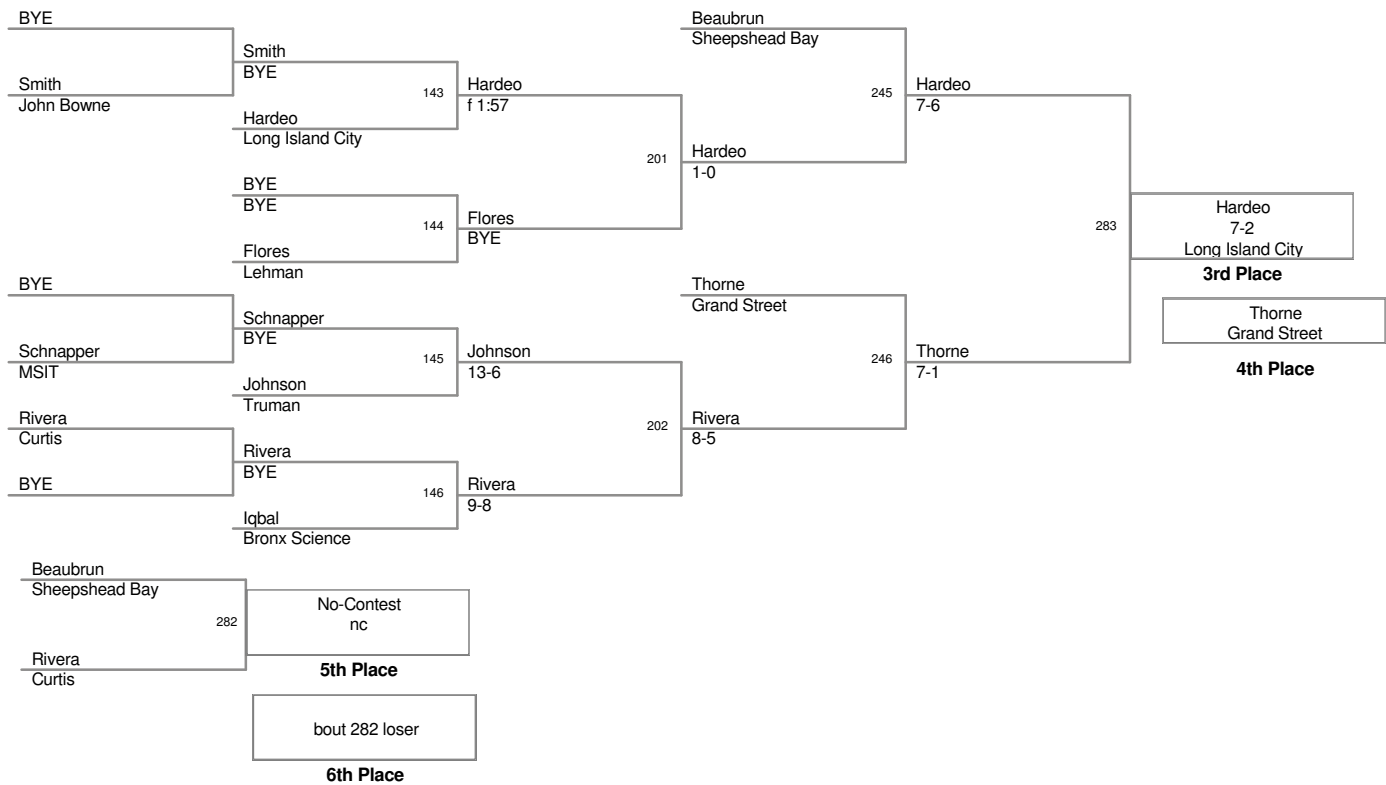 BYE
Smith
John Bowne
Smith
BYE
143
Hardeo
Long Island City
Hardeo
f 1:57
BYE
BYE
144
Flores
Lehman
Flores
BYE
201
Hardeo
1-0
Beaubrun
Sheepshead Bay
245
Hardeo
7-6
BYE
Schnapper
MSIT
Schnapper
BYE
145
Johnson
Truman
Johnson
13-6
Rivera
Curtis
BYE
Rivera
BYE
146
Iqbal
Bronx Science
Rivera
9-8
202
Rivera
8-5
Thorne
Grand Street
246
Thorne
7-1
283
Hardeo
7-2
Long Island City
3rd Place
Thorne
Grand Street
4th Place
Beaubrun
Sheepshead Bay
282
Rivera
Curtis
No-Contest
nc
5th Place
bout 282 loser
6th Place